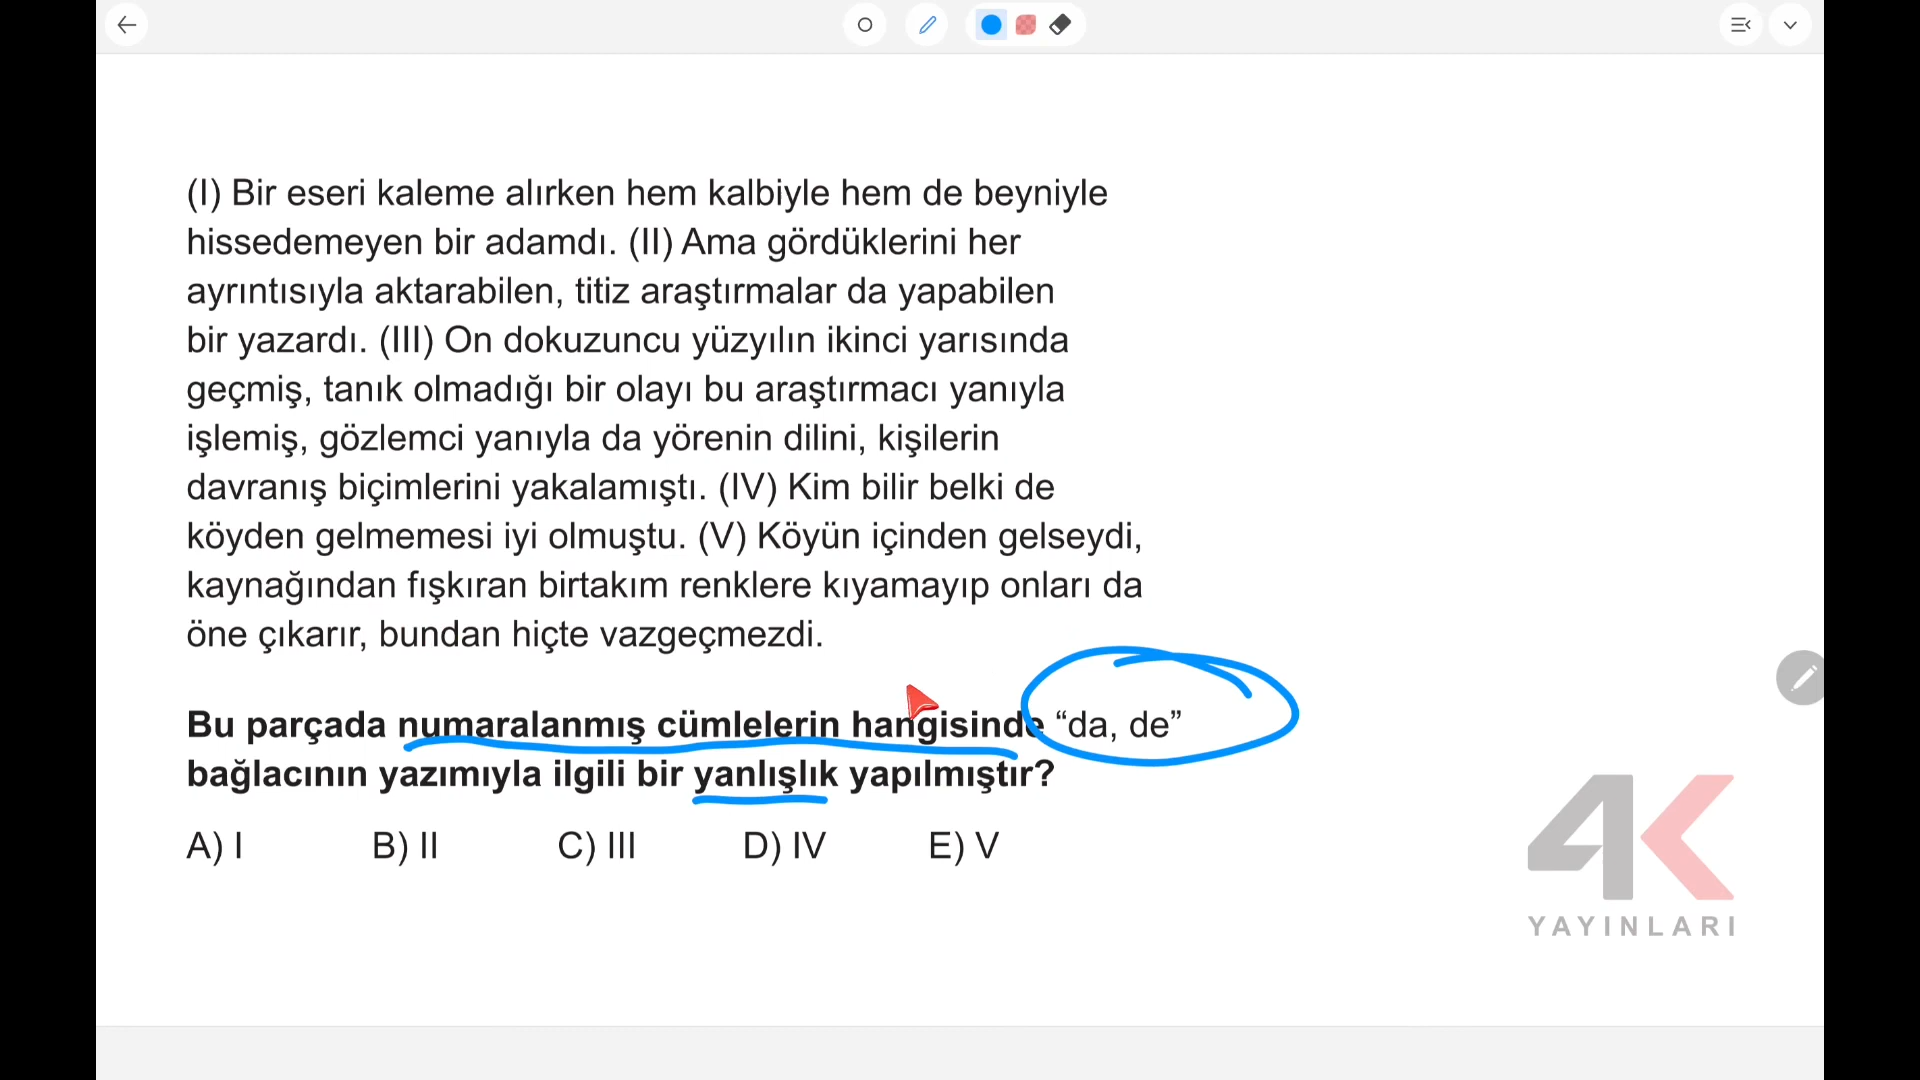 (I) Bir eseri kaleme alırken hem kalbiyle hem de beyniyle
hissedemeyen bir adamdı. (II) Ama gördüklerini her
ayrıntısıyla aktarabilen, titiz araştırmalar da yapabilen
bir yazardı. (III) On dokuzuncu yüzyılın ikinci yarısında
geçmiş, tanık olmadığı bir olayı bu araştırmacı yanıyla
işlemiş, gözlemci yanıyla da yörenin dilini, kişilerin
davranış biçimlerini yakalamıştı. (IV) Kim bilir belki de
köyden gelmemesi iyi olmuştu. (V) Köyün içinden gelseydi,
kaynağından fışkıran birtakım renklere kıyamayıp onları da
öne çıkarır, bundan hiçte vazgeçmezdi.
Bu parçada numaralanmış cümlelerin hangisinde “da, de”
bağlacının yazımıyla ilgili bir yanlışlık yapılmıştır?
A) I B) II C) III D) IV E) V
4K
YAYINLARI